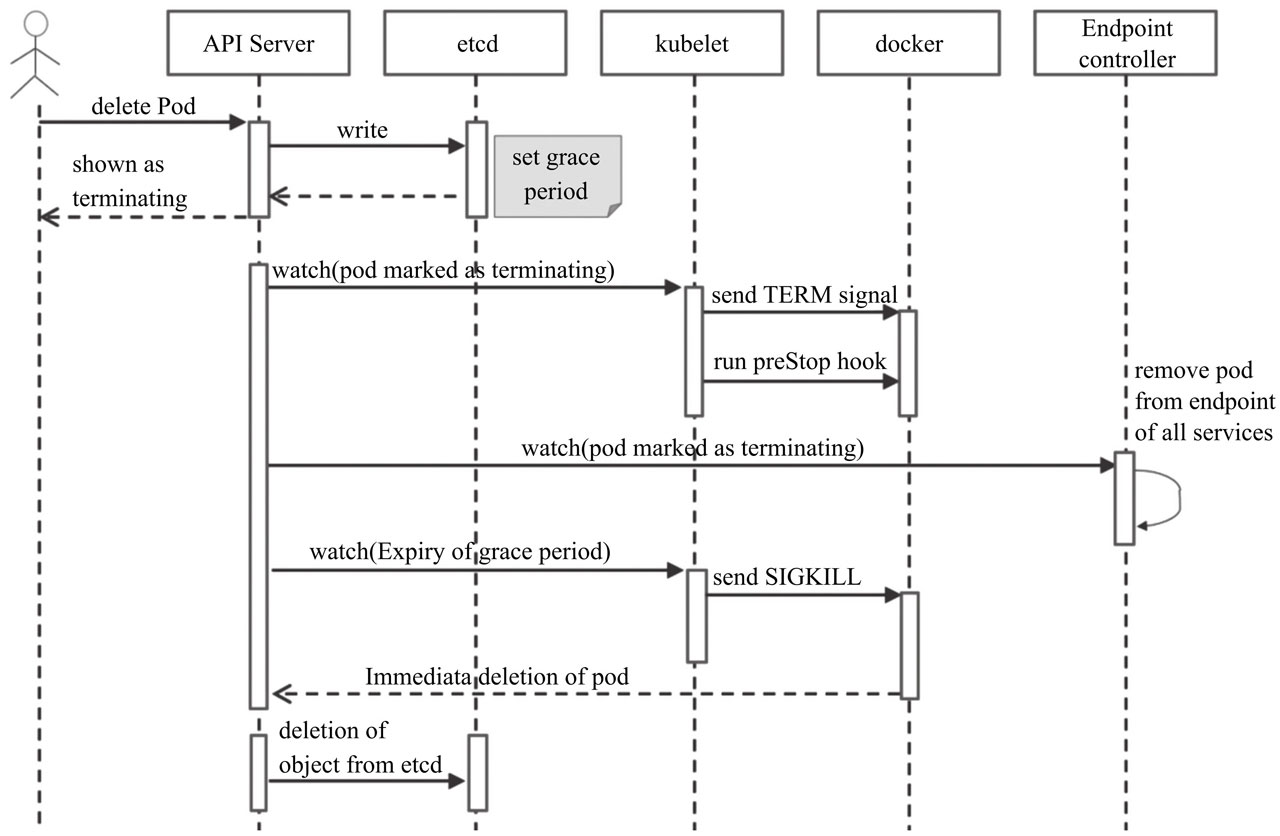 API Server
etcd
kubelet
docker
Endpoint
controller
delete Pod
write
set grace
period
shown as
terminating
watch(pod marked as terminating)
send TERM signal
run preStop hook
remove pod
from endpoint
of all services
watch(pod marked as terminating)
watch(Expiry of grace period)
send SIGKILL
Immediata deletion of pod
deletion of
object from etcd